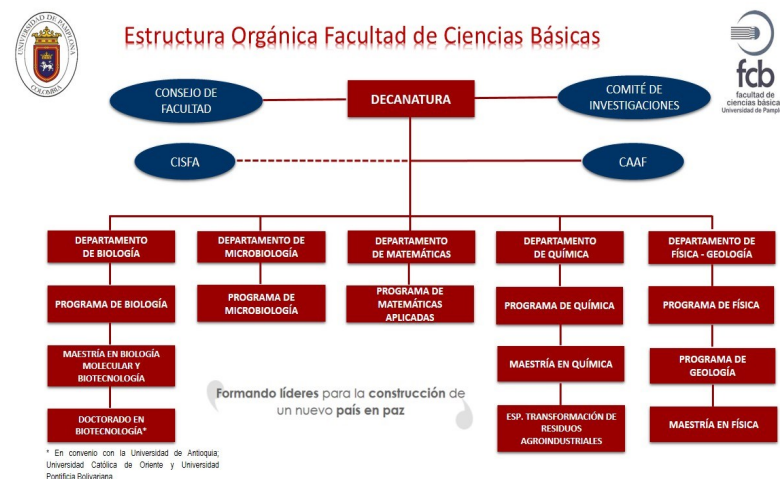 UNIVERSIDAD DE PAMPLONA
COLOMBIA
Estructura Orgánica Facultad de Ciencias Básicas
fcb
facultad de
ciencias básica
Universidad de Pampl
CONSEJO DE
FACULTAD
DECANATURA
COMITÉ DE
INVESTIGACIONES
CISFA
CAAF
DEPARTAMENTO
DE BIOLOGÍA
DEPARTAMENTO DE
MICROBIOLOGÍA
DEPARTAMENTO
DE MATEMÁTICAS
DEPARTAMENTO
DE QUÍMICA
DEPARTAMENTO DE
FÍSICA - GEOLOGÍA
PROGRAMA DE BIOLOGÍA
PROGRAMA DE
MICROBIOLOGÍA
PROGRAMA DE
MATEMÁTICAS
APLICADAS
PROGRAMA DE QUÍMICA
PROGRAMA DE FÍSICA
MAESTRÍA EN BIOLOGÍA
MOLECULAR Y
BIOTECNOLOGÍA
MAESTRÍA EN QUÍMICA
PROGRAMA DE
GEOLOGÍA
DOCTORADO EN
BIOTECNOLOGÍA*
ESP. TRANSFORMACIÓN DE
RESIDUOS
AGROINDUSTRIALES
MAESTRÍA EN FÍSICA
Formando líderes para la construcción de
un nuevo país en paz
* En convenio con la Universidad de Antioquia;
Universidad Católica de Oriente y Universidad
Pontificia Bolivariana